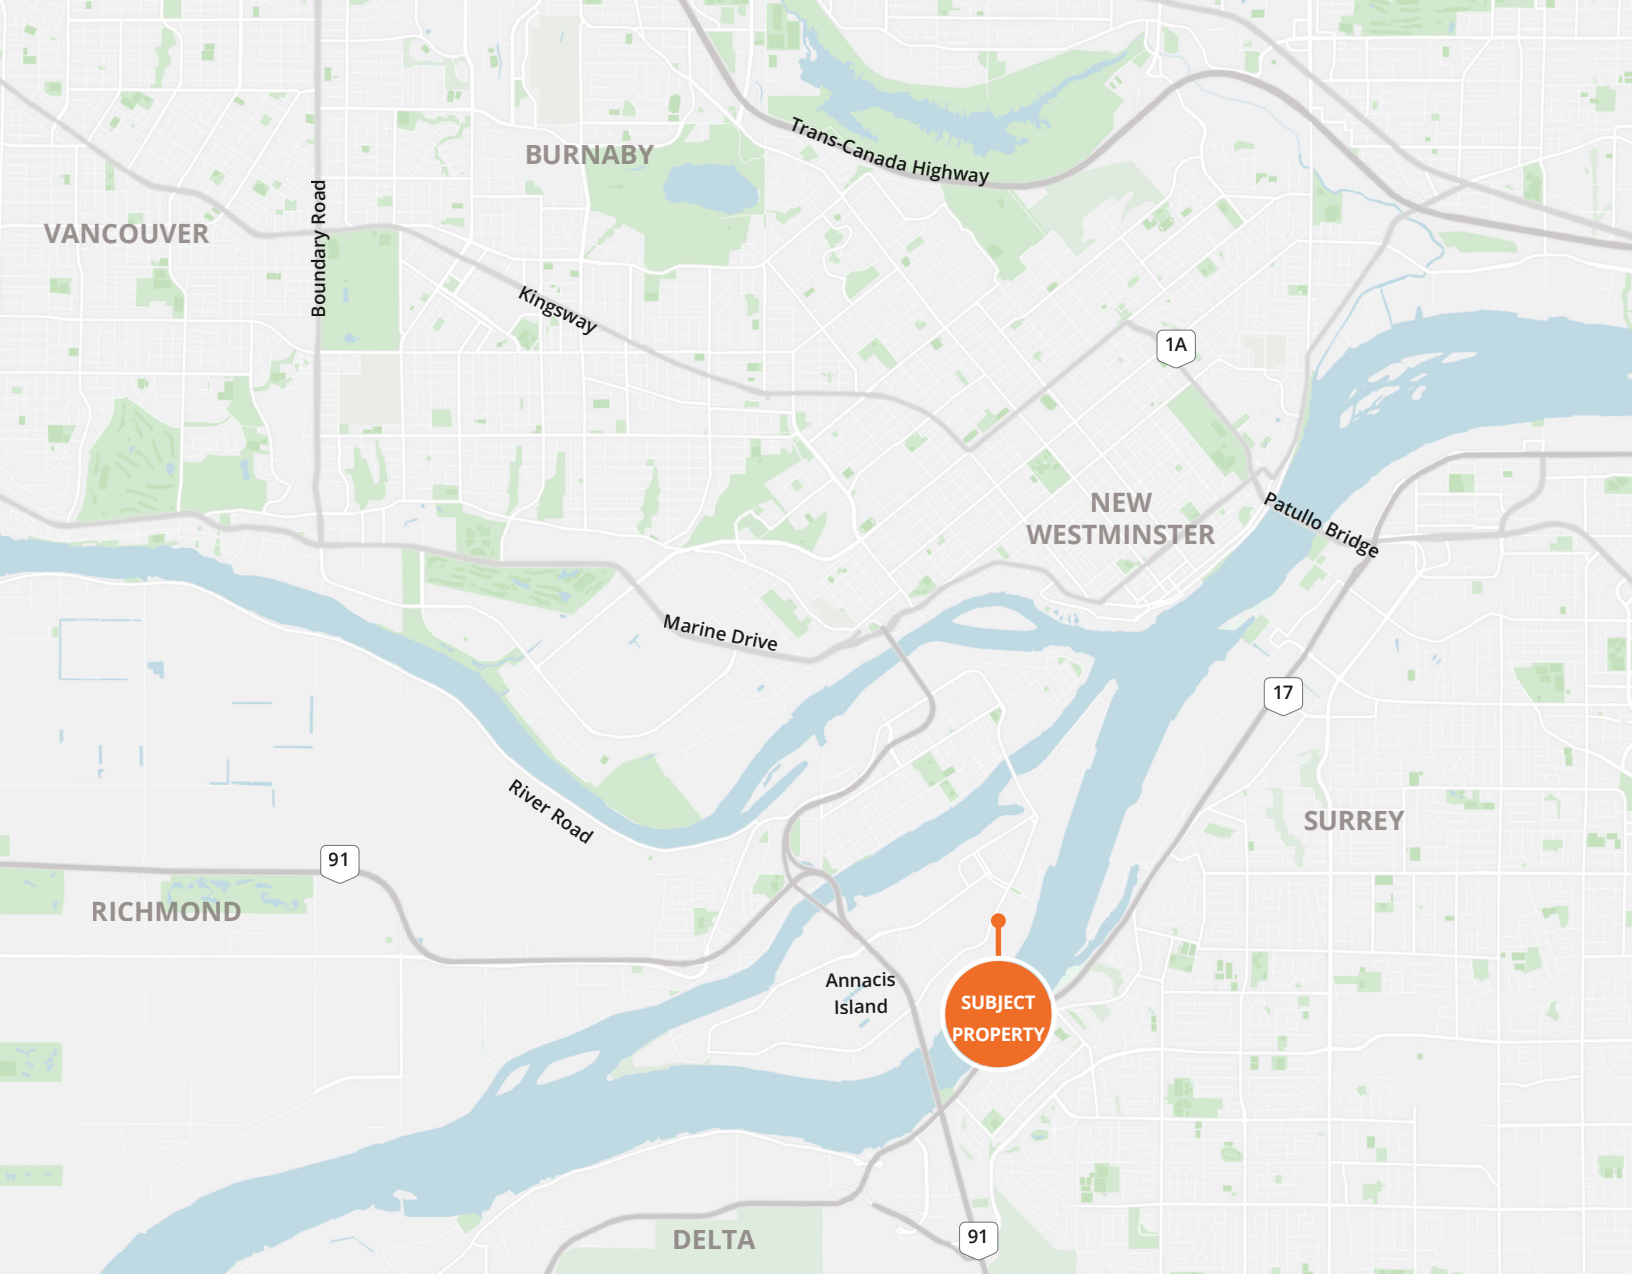 Trans-Canada Highway
BURNABY
Boundary Road
VANCOUVER
Kingsway
1A
NEW
WESTMINSTER
Patullo Bridge
Marine Drive
17
River Road
SURREY
91
RICHMOND
Annacis
Island
SUBJECT
PROPERTY
DELTA
91